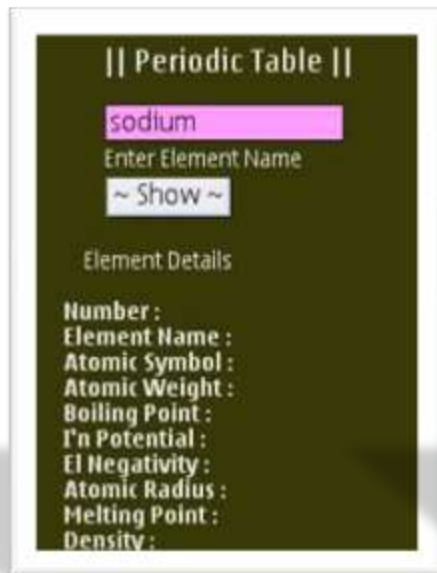 || Periodic Table ||
sodium
Enter Element Name
~ Show ~
Element Details
Number :
Element Name :
Atomic Symbol :
Atomic Weight :
Boiling Point :
I'n Potential :
El Negativity :
Atomic Radius :
Melting Point :
Density :